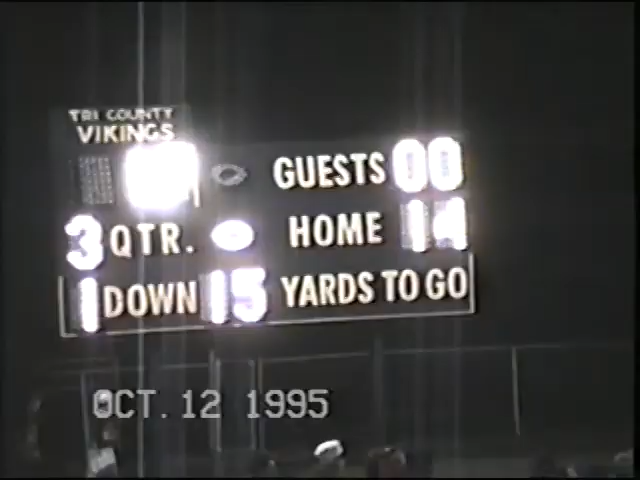 TRI COUNTY
VIKINGS
GUESTS 00
3 QTR. HOME 14
1 DOWN 15 YARDS TO GO
OCT. 12 1995